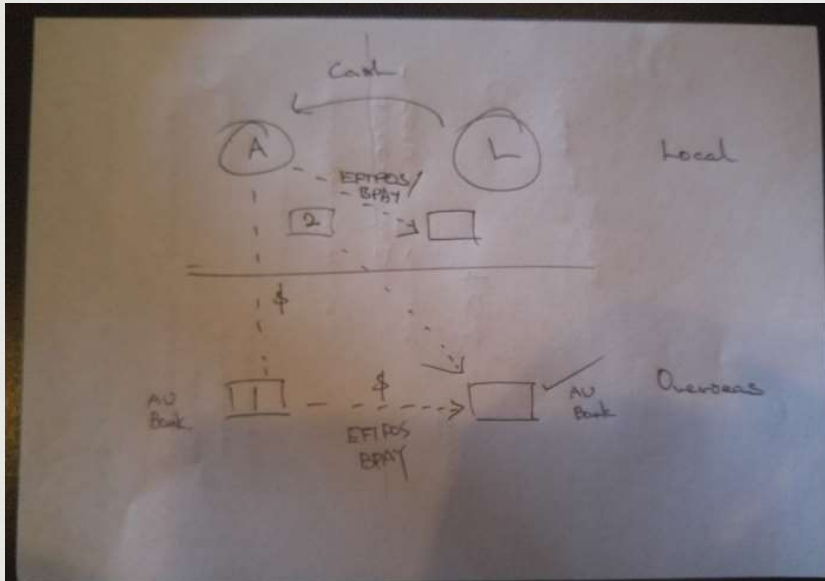 Cash
A
L
Local
EFTPOS/
BPAY
2
$
1
AU
Bank
$
EFTPOS
BPAY
AU
Bank
Overseas